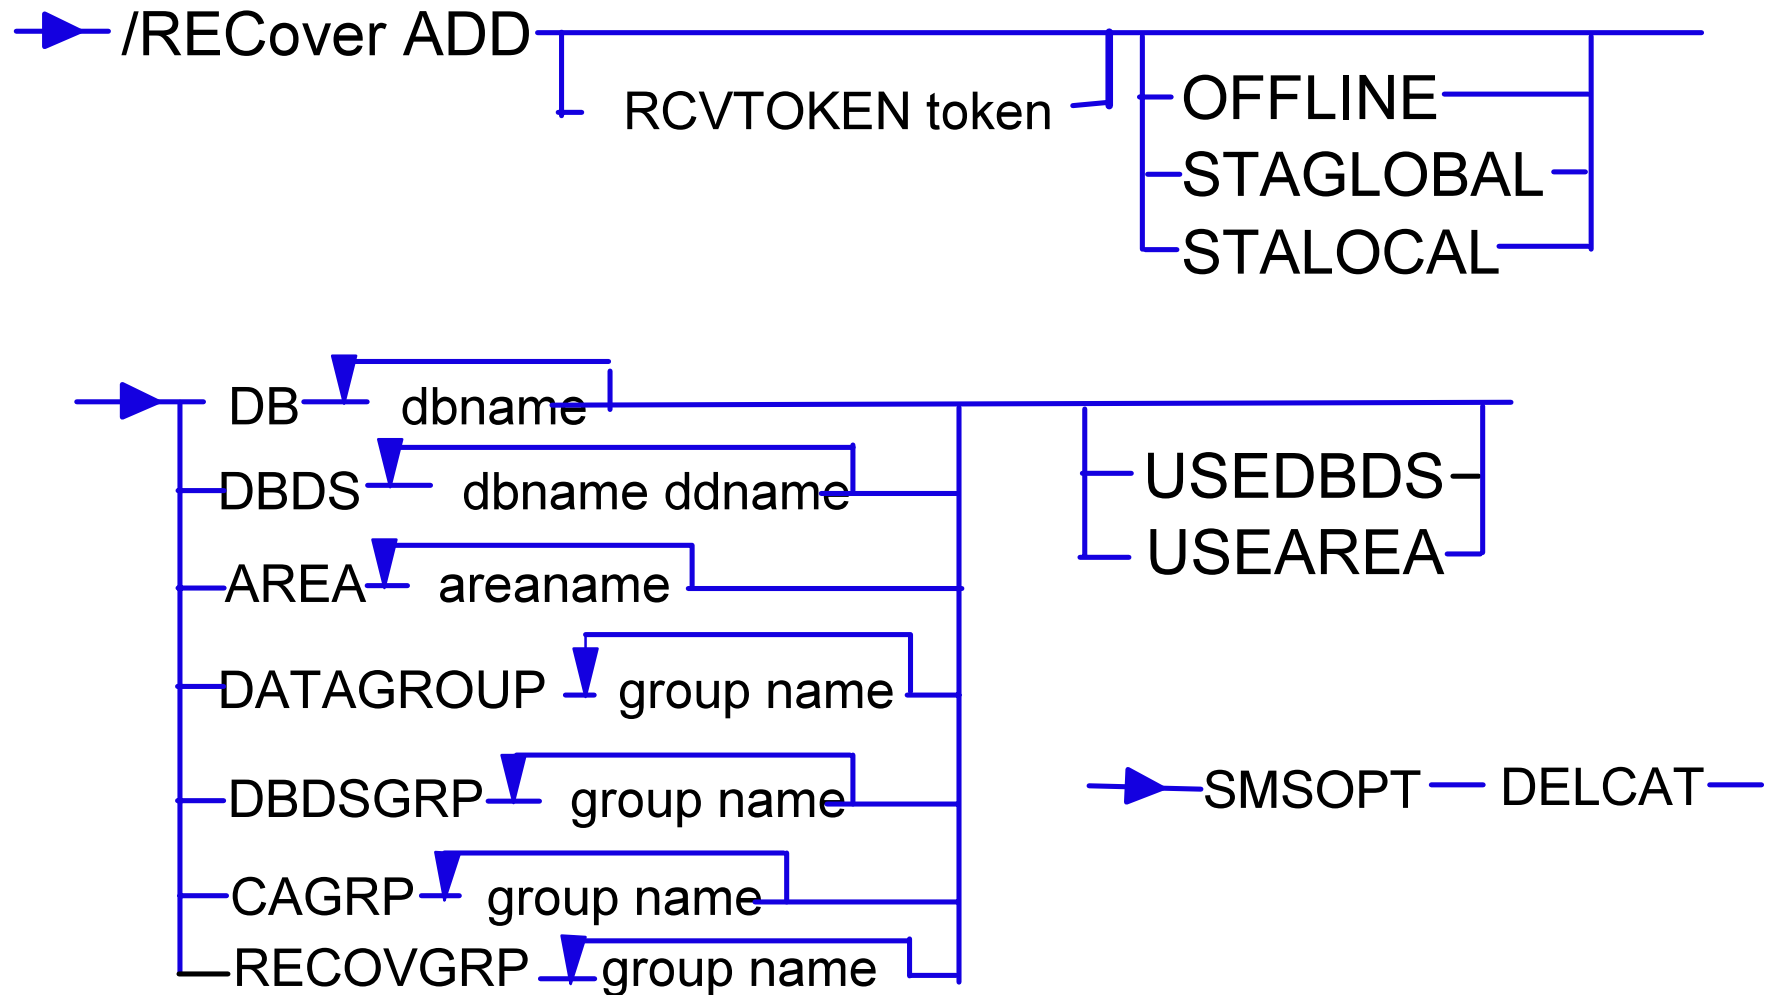 /RECover ADD
RCVTOKEN token
OFFLINE
STAGLOBAL
STALOCAL
DB dbname
DBDS dbname ddname
AREA areaname
DATAGROUP group name
DBDSGRP group name
CAGRP group name
RECOVGRP group name
USEDBDS
USEAREA
SMSOPT DELCAT